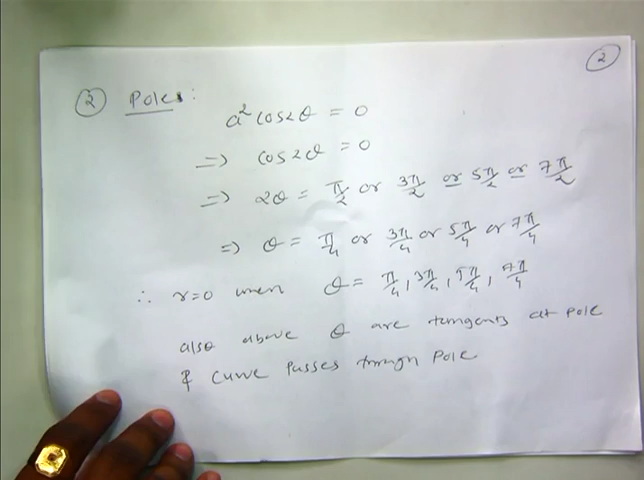 2
② Poles:
a² cos2θ = 0
⇒ cos2θ = 0
⇒ 2θ = π/2 or 3π/2 or 5π/2 or 7π/2
⇒ θ = π/4 or 3π/4 or 5π/4 or 7π/4
∴ r=0 when θ = π/4, 3π/4, 5π/4, 7π/4
also above θ are tangents at pole
& curve passes through pole